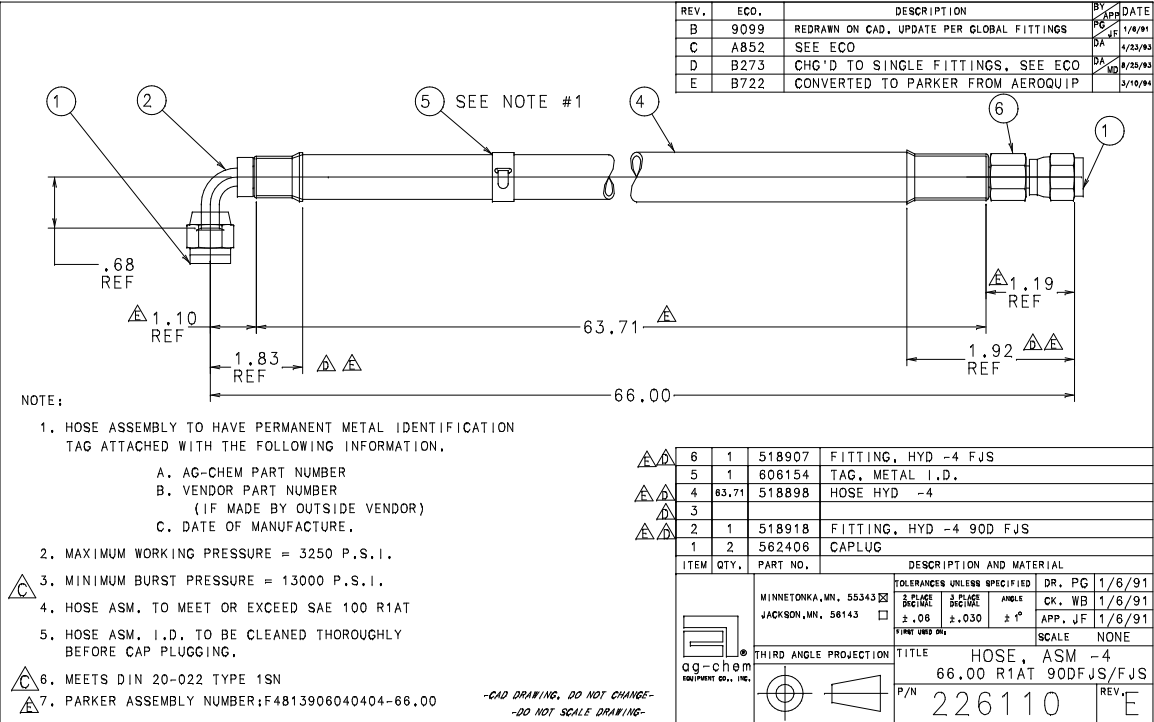 REV. ECO. DESCRIPTION BY APP DATE
B 9099 REDRAWN ON CAD. UPDATE PER GLOBAL FITTINGS PG JF 1/6/91
C A852 SEE ECO DA 4/23/93
D B273 CHG'D TO SINGLE FITTINGS, SEE ECO DA MD 8/25/93
E B722 CONVERTED TO PARKER FROM AEROQUIP 3/10/94
1
2
5 SEE NOTE #1
4
6
1
.68
REF
E 1.10
REF
63.71 E
E 1.19
REF
1.83
REF
D E
1.92
REF
D E
66.00
NOTE:
1. HOSE ASSEMBLY TO HAVE PERMANENT METAL IDENTIFICATION
TAG ATTACHED WITH THE FOLLOWING INFORMATION.
A. AG-CHEM PART NUMBER
B. VENDOR PART NUMBER
(IF MADE BY OUTSIDE VENDOR)
C. DATE OF MANUFACTURE.
2. MAXIMUM WORKING PRESSURE = 3250 P.S.I.
C 3. MINIMUM BURST PRESSURE = 13000 P.S.I.
4. HOSE ASM. TO MEET OR EXCEED SAE 100 R1AT
5. HOSE ASM. I.D. TO BE CLEANED THOROUGHLY
BEFORE CAP PLUGGING.
C 6. MEETS DIN 20-022 TYPE 1SN
E 7. PARKER ASSEMBLY NUMBER:F4813906040404-66.00
-CAD DRAWING, DO NOT CHANGE-
-DO NOT SCALE DRAWING-
E D 6 1 518907 FITTING, HYD -4 FJS
5 1 606154 TAG, METAL I.D.
E D 4 63.71 518898 HOSE HYD -4
D 3
E D 2 1 518918 FITTING, HYD -4 90D FJS
1 2 562406 CAPLUG
ITEM QTY. PART NO. DESCRIPTION AND MATERIAL
ag-chem ®
EQUIPMENT CO., INC.
MINNETONKA,MN. 55343
JACKSON,MN. 56143
THIRD ANGLE PROJECTION
TOLERANCES UNLESS SPECIFIED
2 PLACE DECIMAL 3 PLACE DECIMAL ANGLE
±.06 ±.030 ±1°
FIRST USED ON:
DR. PG 1/6/91
CK. WB 1/6/91
APP. JF 1/6/91
SCALE NONE
TITLE HOSE, ASM -4
66.00 R1AT 90DFJS/FJS
P/N 226110 REV. E